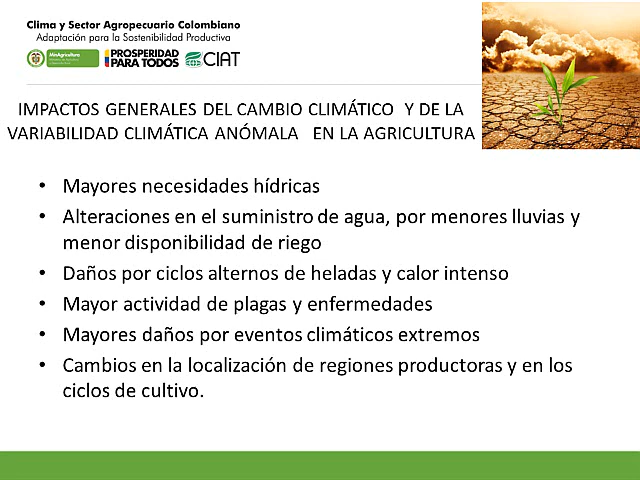 Clima y Sector Agropecuario Colombiano
Adaptación para la Sostenibilidad Productiva
MinAgricultura
PROSPERIDAD
PARA TODOS
CIAT
IMPACTOS GENERALES DEL CAMBIO CLIMÁTICO Y DE LA
VARIABILIDAD CLIMÁTICA ANÓMALA EN LA AGRICULTURA
• Mayores necesidades hídricas
• Alteraciones en el suministro de agua, por menores lluvias y
menor disponibilidad de riego
• Daños por ciclos alternos de heladas y calor intenso
• Mayor actividad de plagas y enfermedades
• Mayores daños por eventos climáticos extremos
• Cambios en la localización de regiones productoras y en los
ciclos de cultivo.